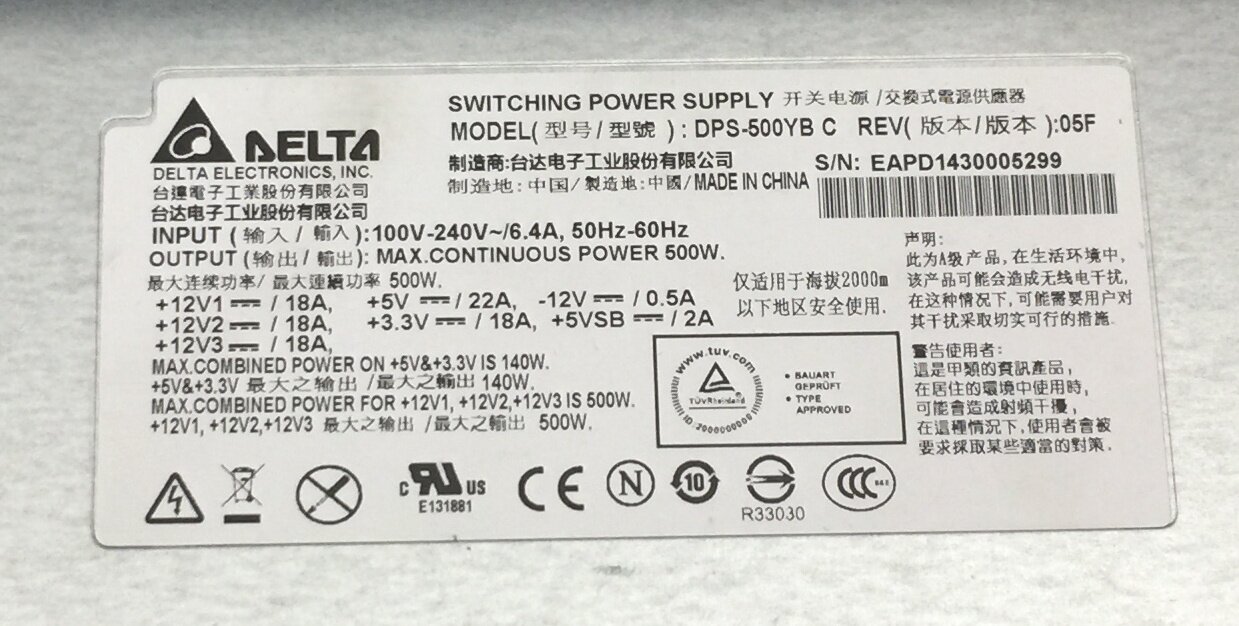 SWITCHING POWER SUPPLY 开关电源 /交換式電源供應器
MODEL( 型号/ 型號 ) : DPS-500YB C REV( 版本/版本 ):05F
DELTA
DELTA ELECTRONICS, INC.
台達電子工業股份有限公司
台达电子工业股份有限公司
制造商:台达电子工业股份有限公司
制造地: 中国/ 製造地:中國/ MADE IN CHINA
S/N: EAPD1430005299
INPUT ( 输入 / 輸入 ):100V-240V~/6.4A, 50Hz-60Hz
OUTPUT (输出/ 輸出): MAX.CONTINUOUS POWER 500W.
最大连续功率/ 最大連續功率 500W.
+12V1 ⎓ / 18A, +5V ⎓ / 22A, -12V ⎓ / 0.5A
+12V2 ⎓ / 18A, +3.3V ⎓ / 18A, +5VSB ⎓ / 2A
+12V3 ⎓ / 18A,
MAX.COMBINED POWER ON +5V&+3.3V IS 140W.
+5V&+3.3V 最大之输出 /最大之輸出 140W.
MAX.COMBINED POWER FOR +12V1, +12V2,+12V3 IS 500W.
+12V1, +12V2,+12V3 最大之输出 /最大之輸出 500W.
仅适用于海拔2000m
以下地区安全使用.
声明:
此为A级产品, 在生活环境中,
该产品可能会造成无线电干扰,
在这种情况下, 可能需要用户对
其干扰采取切实可行的措施.
警告使用者:
這是甲類的資訊產品,
在居住的環境中使用時,
可能會造成射頻干擾,
在這種情況下, 使用者會被
要求採取某些適當的對策.
www.tuv.com
TÜVRheinland®
ID:2000000000
• BAUART
GEPRÜFT
• TYPE
APPROVED
c RU US
E131881
CE
N
10
R33030
CCC